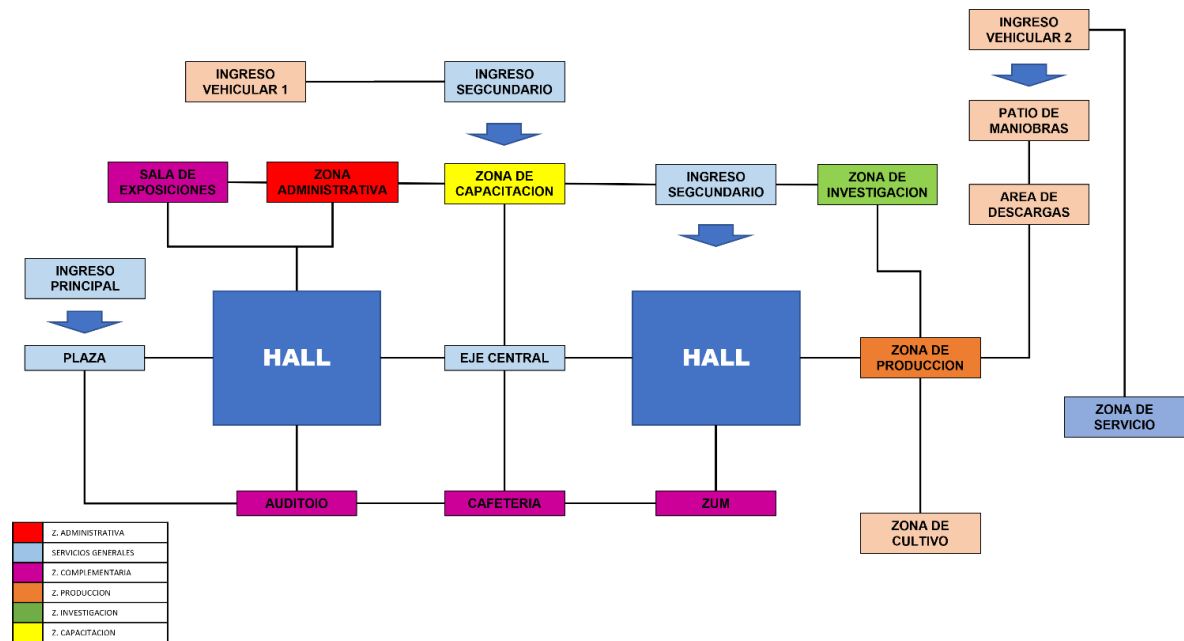 INGRESO
VEHICULAR 2
INGRESO
VEHICULAR 1
INGRESO
SEGCUNDARIO
PATIO DE
MANIOBRAS
SALA DE
EXPOSICIONES
ZONA
ADMINISTRATIVA
ZONA DE
CAPACITACION
INGRESO
SEGCUNDARIO
ZONA DE
INVESTIGACION
AREA DE
DESCARGAS
INGRESO
PRINCIPAL
PLAZA
HALL
EJE CENTRAL
HALL
ZONA DE
PRODUCCION
ZONA DE
SERVICIO
AUDITOIO
CAFETERIA
ZUM
ZONA DE
CULTIVO
Z. ADMINISTRATIVA
SERVICIOS GENERALES
Z. COMPLEMENTARIA
Z. PRODUCCION
Z. INVESTIGACION
Z. CAPACITACION